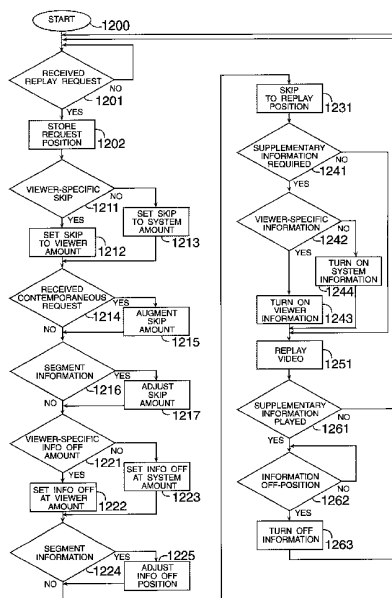 START
1200
RECEIVED
REPLAY REQUEST
NO
1201
YES
STORE
REQUEST
POSITION
1202
VIEWER-SPECIFIC
SKIP
NO
1211
YES
SET SKIP
TO VIEWER
AMOUNT
1212
SET SKIP
TO SYSTEM
AMOUNT
1213
RECEIVED
CONTEMPORANEOUS
REQUEST
YES
1214
NO
AUGMENT
SKIP
AMOUNT
1215
SEGMENT
INFORMATION
YES
1216
NO
ADJUST
SKIP
AMOUNT
1217
VIEWER-SPECIFIC
INFO OFF
AMOUNT
NO
1221
YES
SET INFO OFF
AT VIEWER
AMOUNT
1222
SET INFO OFF
AT SYSTEM
AMOUNT
1223
SEGMENT
INFORMATION
YES
1224
NO
1225
ADJUST
INFO OFF
POSITION
SKIP
TO REPLAY
POSITION
1231
SUPPLEMENTARY
INFORMATION
REQUIRED
NO
1241
YES
VIEWER-SPECIFIC
INFORMATION
NO
1242
YES
TURN ON
SYSTEM
INFORMATION
1244
TURN ON
VIEWER
INFORMATION
1243
REPLAY
VIDEO
1251
SUPPLEMENTARY
INFORMATION
PLAYED
NO
1261
YES
INFORMATION
OFF-POSITION
NO
1262
YES
TURN OFF
INFORMATION
1263